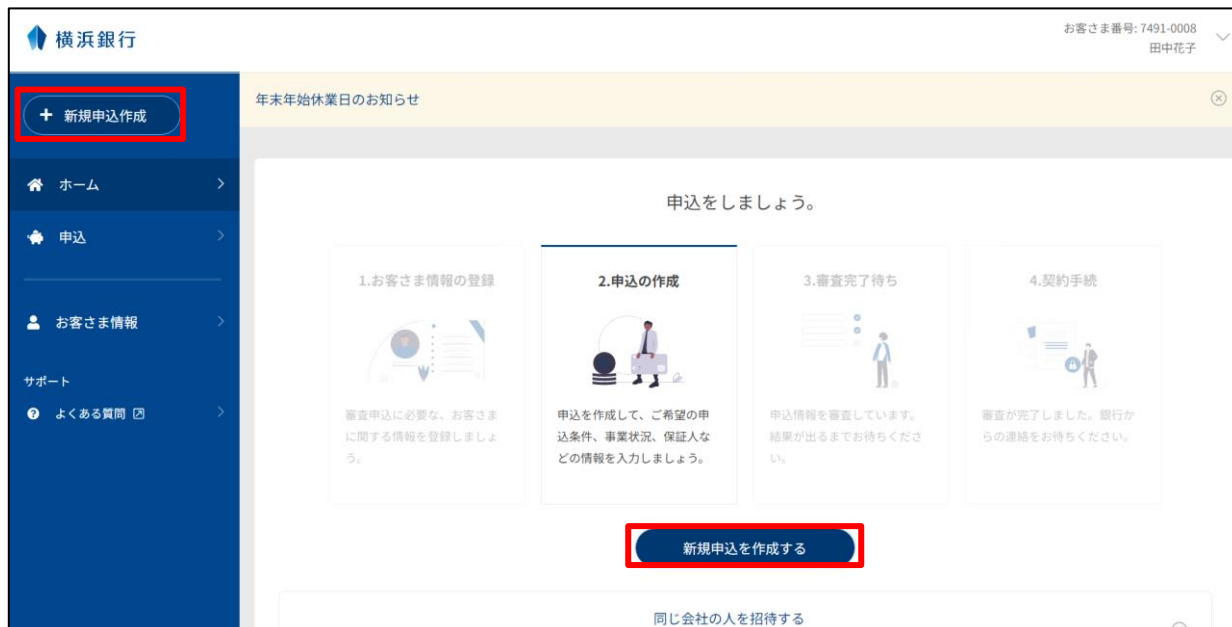 横浜銀行
お客さま番号: 7491-0008
田中花子
+ 新規申込作成
年末年始休業日のお知らせ
ホーム
申込
お客さま情報
サポート
よくある質問
申込をしましょう。
1.お客さま情報の登録
審査申込に必要な、お客さま
に関する情報を登録しましょ
う。
2.申込の作成
申込を作成して、ご希望の申
込条件、事業状況、保証人な
どの情報を入力しましょう。
3.審査完了待ち
申込情報を審査しています。
結果が出るまでお待ちくださ
い。
4.契約手続
審査が完了しました。銀行か
らの連絡をお待ちください。
新規申込を作成する
同じ会社の人を招待する